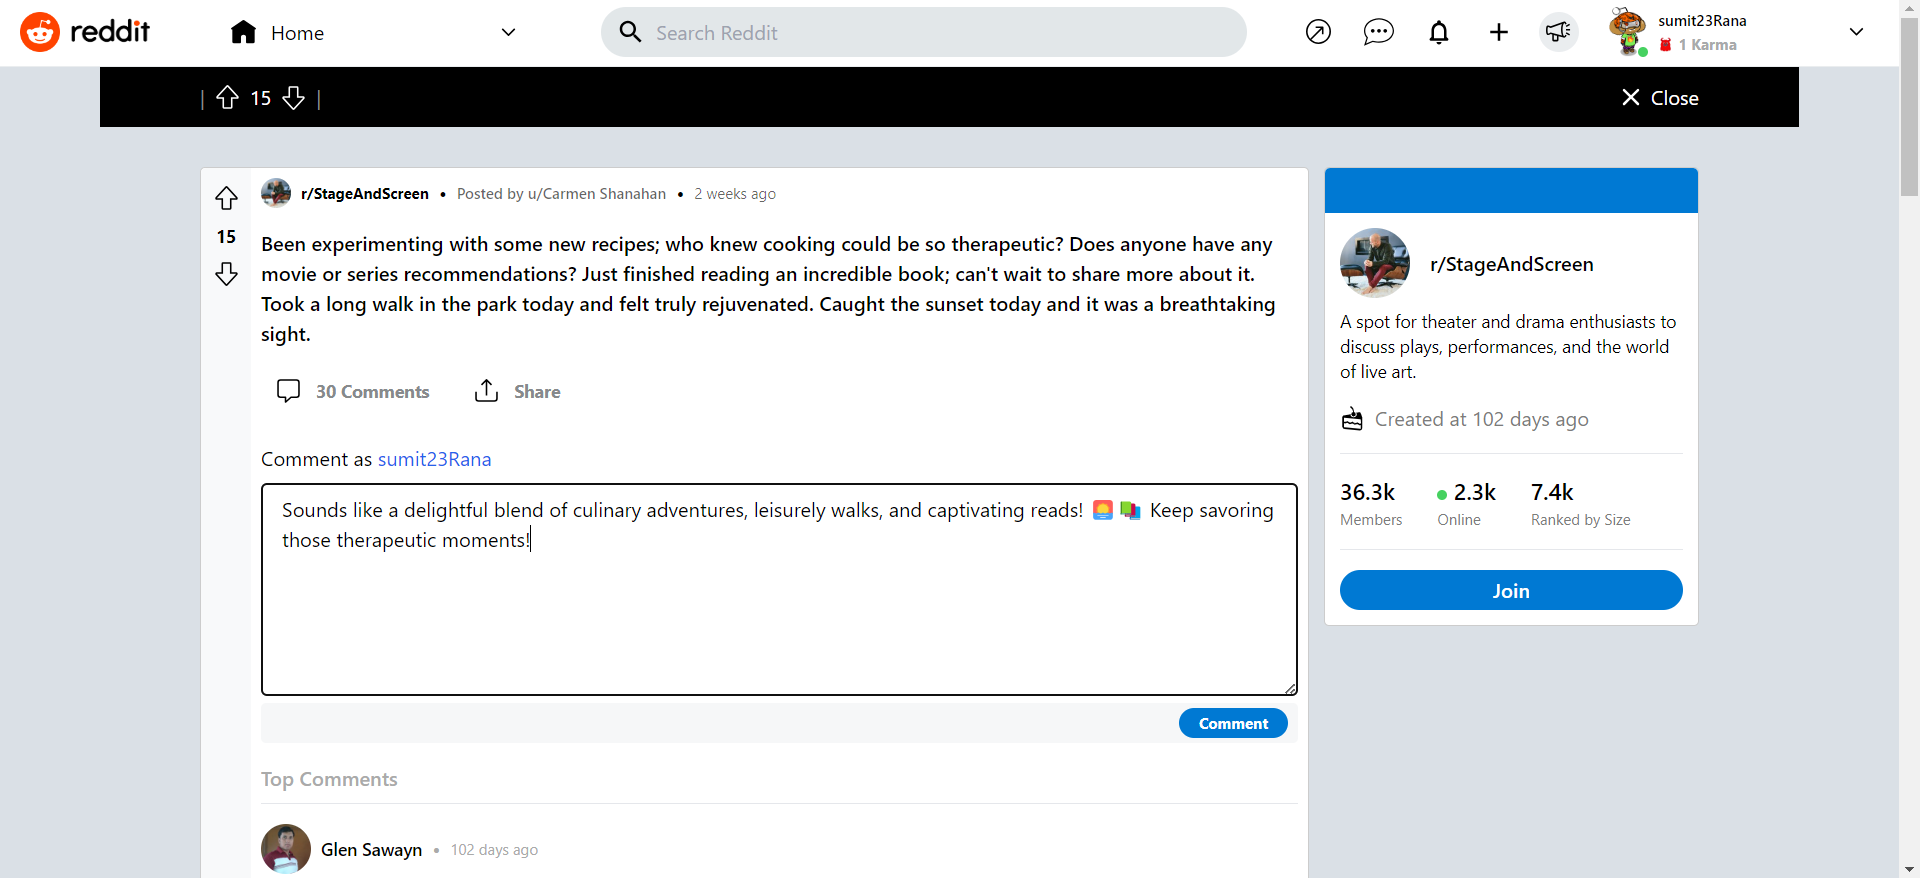 reddit
Home
Search Reddit
sumit23Rana
1 Karma
| 15 |
Close
r/StageAndScreen • Posted by u/Carmen Shanahan • 2 weeks ago
15
Been experimenting with some new recipes; who knew cooking could be so therapeutic? Does anyone have any
movie or series recommendations? Just finished reading an incredible book; can't wait to share more about it.
Took a long walk in the park today and felt truly rejuvenated. Caught the sunset today and it was a breathtaking
sight.
30 Comments
Share
Comment as sumit23Rana
Sounds like a delightful blend of culinary adventures, leisurely walks, and captivating reads! 🌅 📚 Keep savoring
those therapeutic moments!
Comment
Top Comments
Glen Sawayn • 102 days ago
r/StageAndScreen
A spot for theater and drama enthusiasts to
discuss plays, performances, and the world
of live art.
Created at 102 days ago
36.3k 2.3k 7.4k
Members Online Ranked by Size
Join